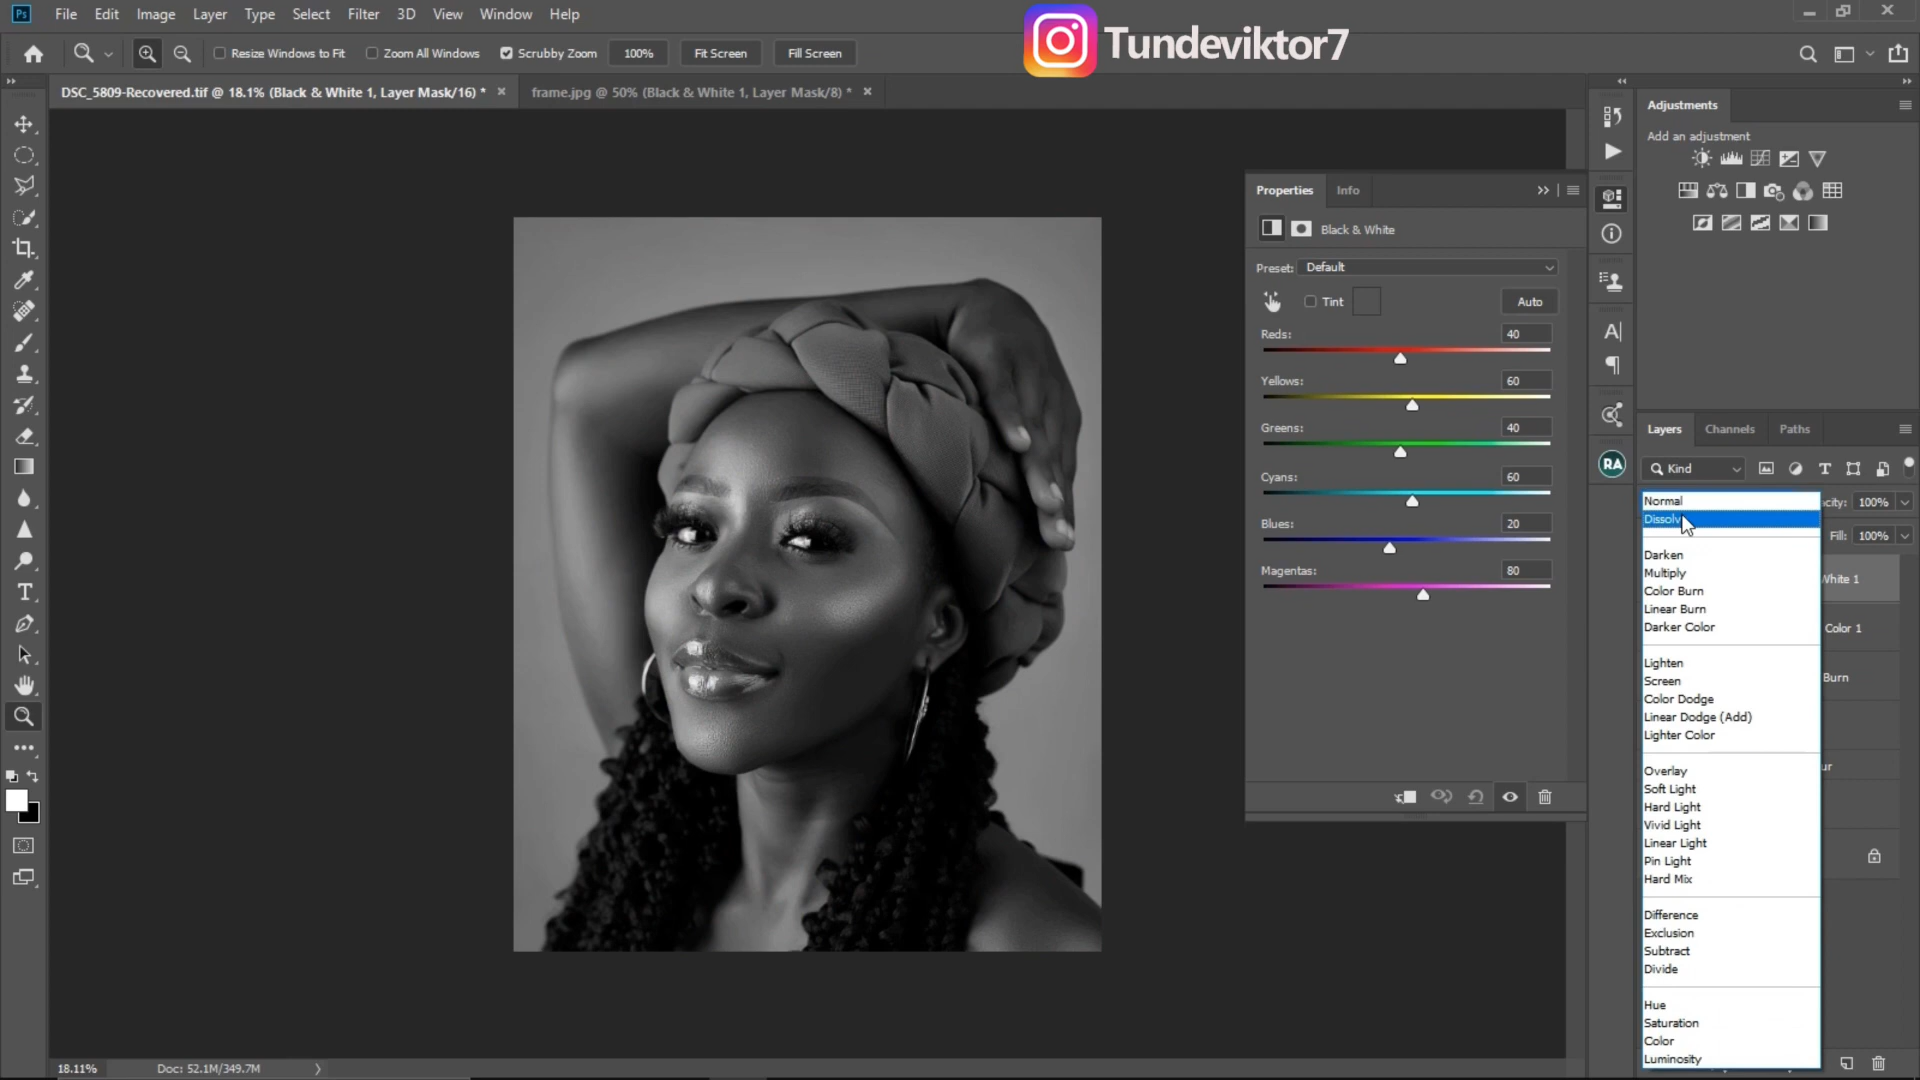 Ps File Edit Image Layer Type Select Filter 3D View Window Help
Tundeviktor7
Resize Windows to Fit Zoom All Windows Scrubby Zoom 100% Fit Screen Fill Screen
DSC_5809-Recovered.tif @ 18.1% (Black & White 1, Layer Mask/16) * frame.jpg @ 50% (Black & White 1, Layer Mask/8) *
Adjustments
Add an adjustment
Properties Info
Black & White
Preset: Default
Tint Auto
Reds: 40
Yellows: 60
Greens: 40
Cyans: 60
Blues: 20
Magentas: 80
A|
RA
Layers Channels Paths
Kind
Normal
Dissolv
Darken
Multiply
Color Burn
Linear Burn
Darker Color
Lighten
Screen
Color Dodge
Linear Dodge (Add)
Lighter Color
Overlay
Soft Light
Hard Light
Vivid Light
Linear Light
Pin Light
Hard Mix
Difference
Exclusion
Subtract
Divide
Hue
Saturation
Color
Luminosity
acity: 100%
Fill: 100%
White 1
Color 1
Burn
ur
18.11% Doc: 52.1M/349.7M